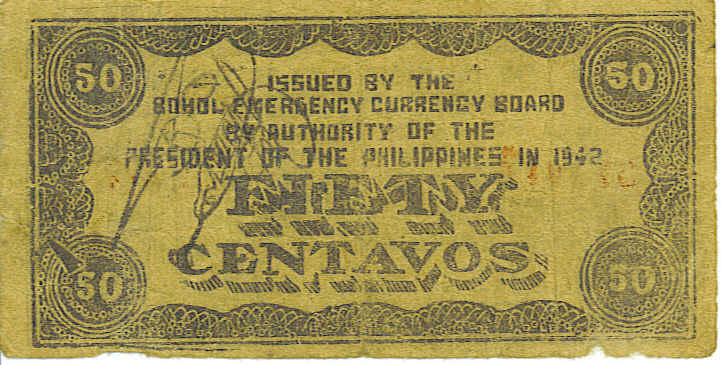 50 50
ISSUED BY THE
BOHOL EMERGENCY CURRENCY BOARD
BY AUTHORITY OF THE
PRESIDENT OF THE PHILIPPINES IN 1942
FIFTY
CENTAVOS
50 50